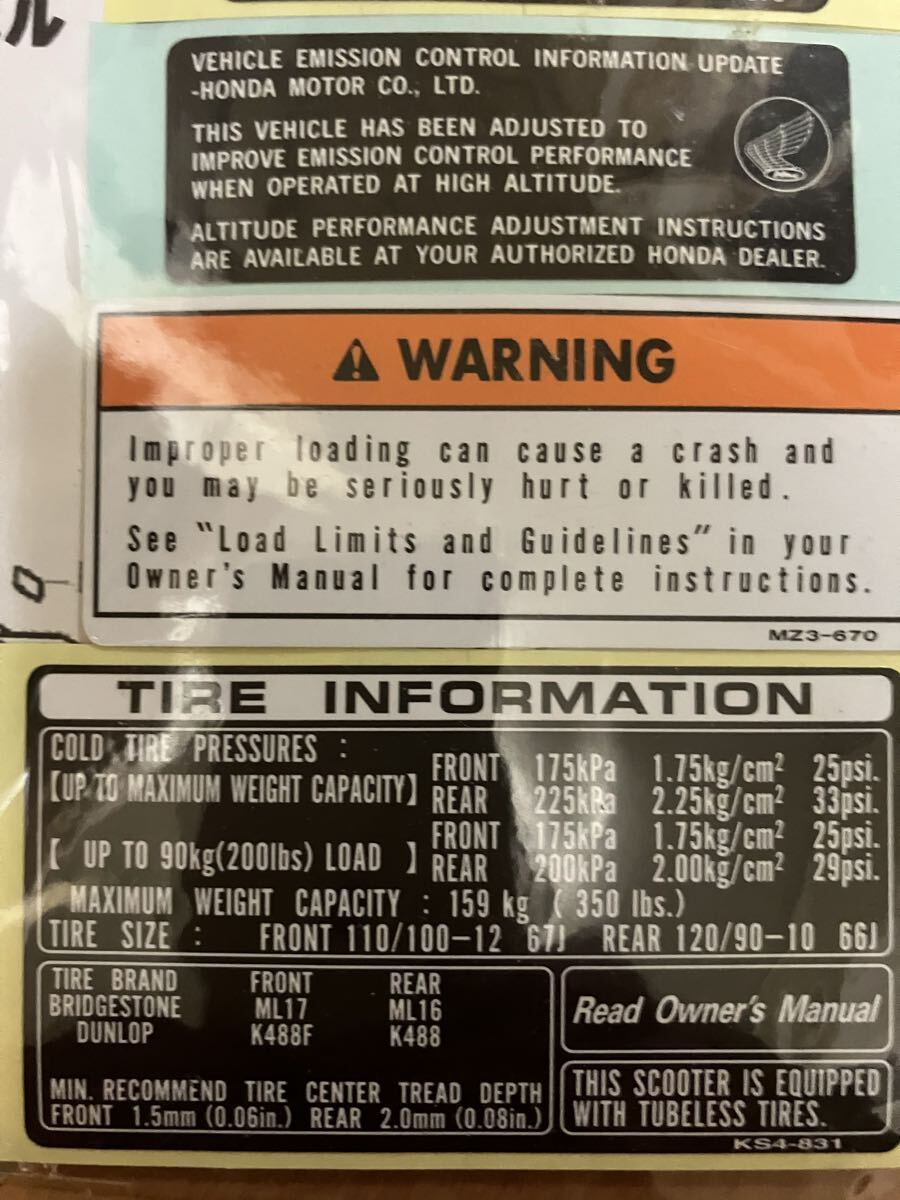 ル
VEHICLE EMISSION CONTROL INFORMATION UPDATE
-HONDA MOTOR CO., LTD.
THIS VEHICLE HAS BEEN ADJUSTED TO
IMPROVE EMISSION CONTROL PERFORMANCE
WHEN OPERATED AT HIGH ALTITUDE.
ALTITUDE PERFORMANCE ADJUSTMENT INSTRUCTIONS
ARE AVAILABLE AT YOUR AUTHORIZED HONDA DEALER.
WARNING
Improper loading can cause a crash and
you may be seriously hurt or killed.
See “Load Limits and Guidelines” in your
Owner's Manual for complete instructions.
MZ3-670
TIRE INFORMATION
COLD TIRE PRESSURES :
【UP TO MAXIMUM WEIGHT CAPACITY】
FRONT 175kPa 1.75kg/cm² 25psi.
REAR 225kPa 2.25kg/cm² 33psi.
【 UP TO 90kg(200lbs) LOAD 】
FRONT 175kPa 1.75kg/cm² 25psi.
REAR 200kPa 2.00kg/cm² 29psi.
MAXIMUM WEIGHT CAPACITY : 159 kg ( 350 lbs.)
TIRE SIZE : FRONT 110/100-12 67J REAR 120/90-10 66J
TIRE BRAND FRONT REAR
BRIDGESTONE ML17 ML16
DUNLOP K488F K488
MIN. RECOMMEND TIRE CENTER TREAD DEPTH
FRONT 1.5mm (0.06in.) REAR 2.0mm (0.08in.)
Read Owner's Manual
THIS SCOOTER IS EQUIPPED
WITH TUBELESS TIRES.
KS4-831